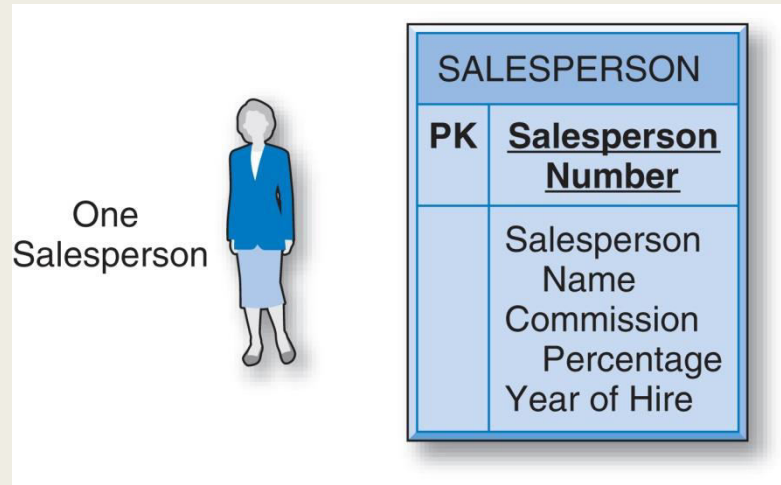 One
Salesperson
SALESPERSON
PK
Salesperson
Number
Salesperson
Name
Commission
Percentage
Year of Hire